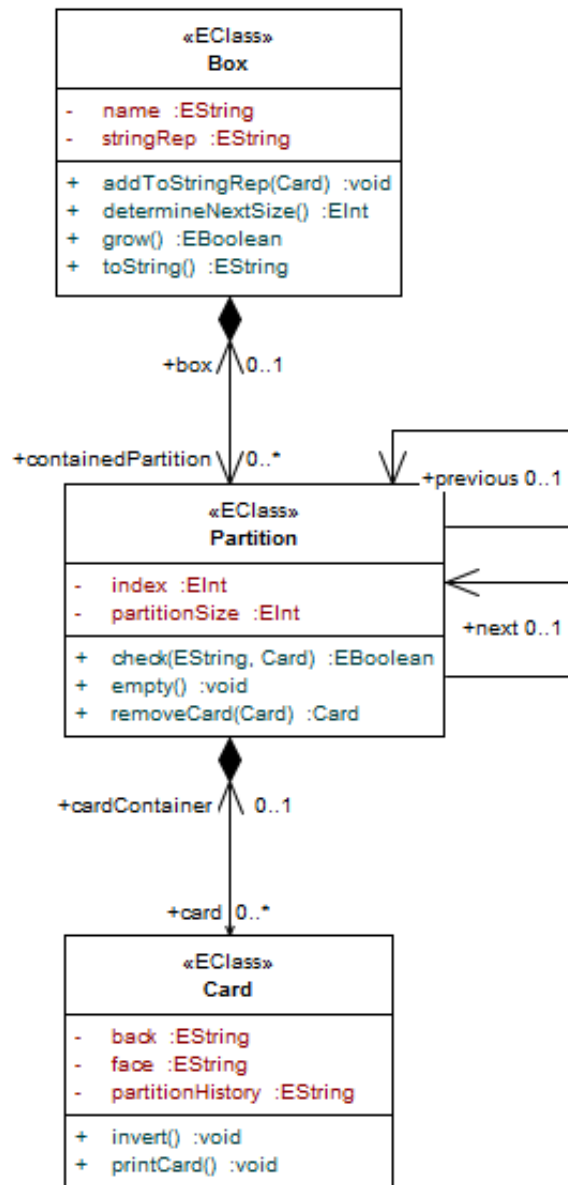 «EClass»
Box
- name :EString
- stringRep :EString
+ addToStringRep(Card) :void
+ determineNextSize() :EInt
+ grow() :EBoolean
+ toString() :EString
+box 0..1
+containedPartition 0..*
+previous 0..1
«EClass»
Partition
- index :EInt
- partitionSize :EInt
+next 0..1
+ check(EString, Card) :EBoolean
+ empty() :void
+ removeCard(Card) :Card
+cardContainer 0..1
+card 0..*
«EClass»
Card
- back :EString
- face :EString
- partitionHistory :EString
+ invert() :void
+ printCard() :void